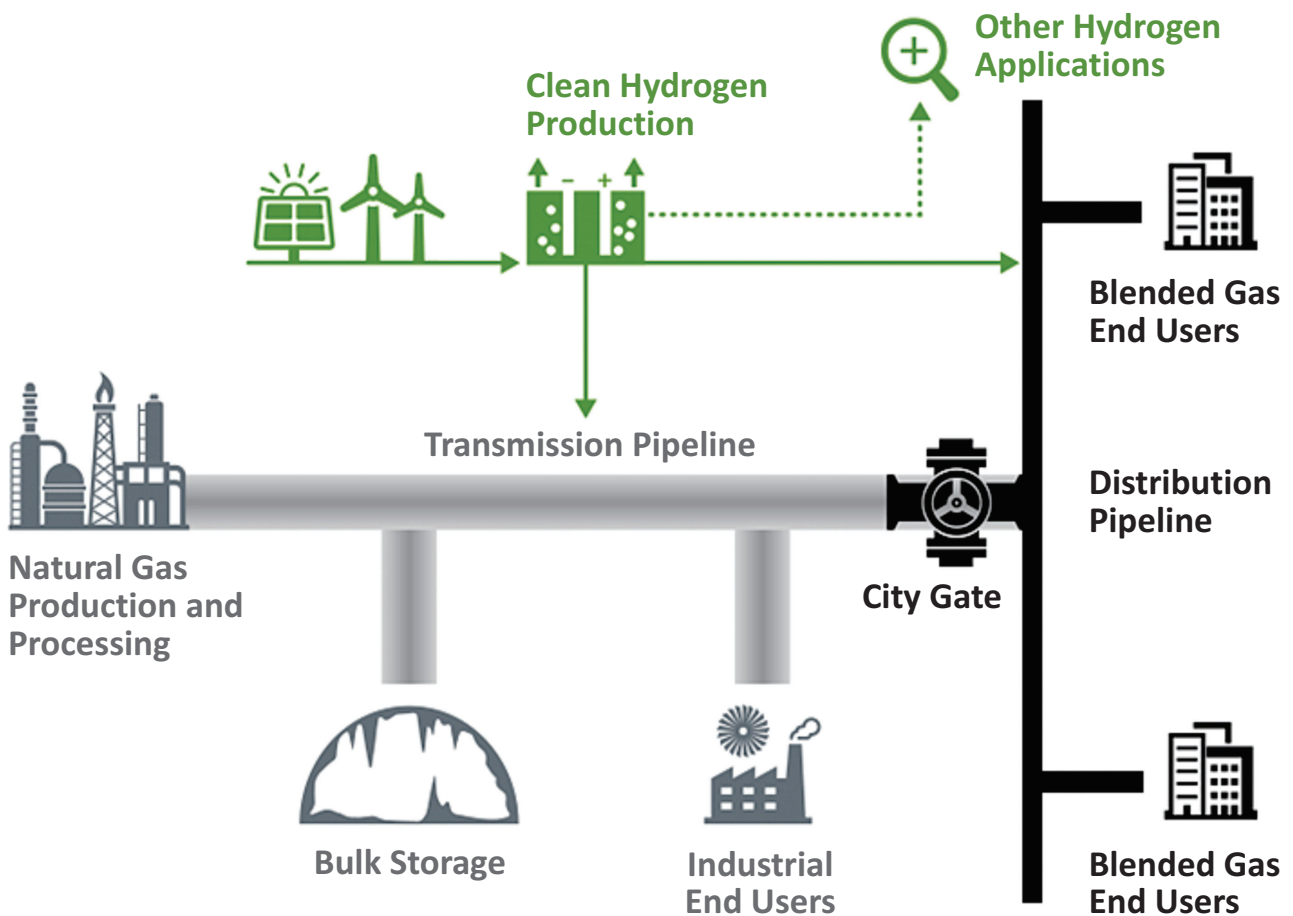 Other Hydrogen
Applications
Clean Hydrogen
Production
– +
Blended Gas
End Users
Transmission Pipeline
Distribution
Pipeline
Natural Gas
Production and
Processing
City Gate
Bulk Storage
Industrial
End Users
Blended Gas
End Users